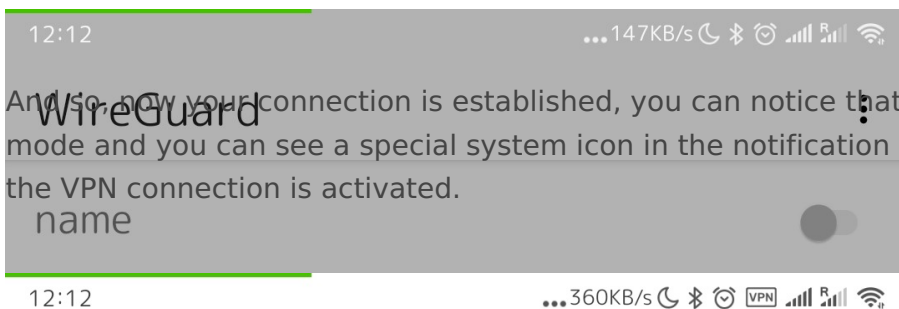 12:12 ...147KB/s R
WireGuard
And so, now your connection is established, you can notice that
mode and you can see a special system icon in the notification
the VPN connection is activated.
name
12:12 ...360KB/s VPN R